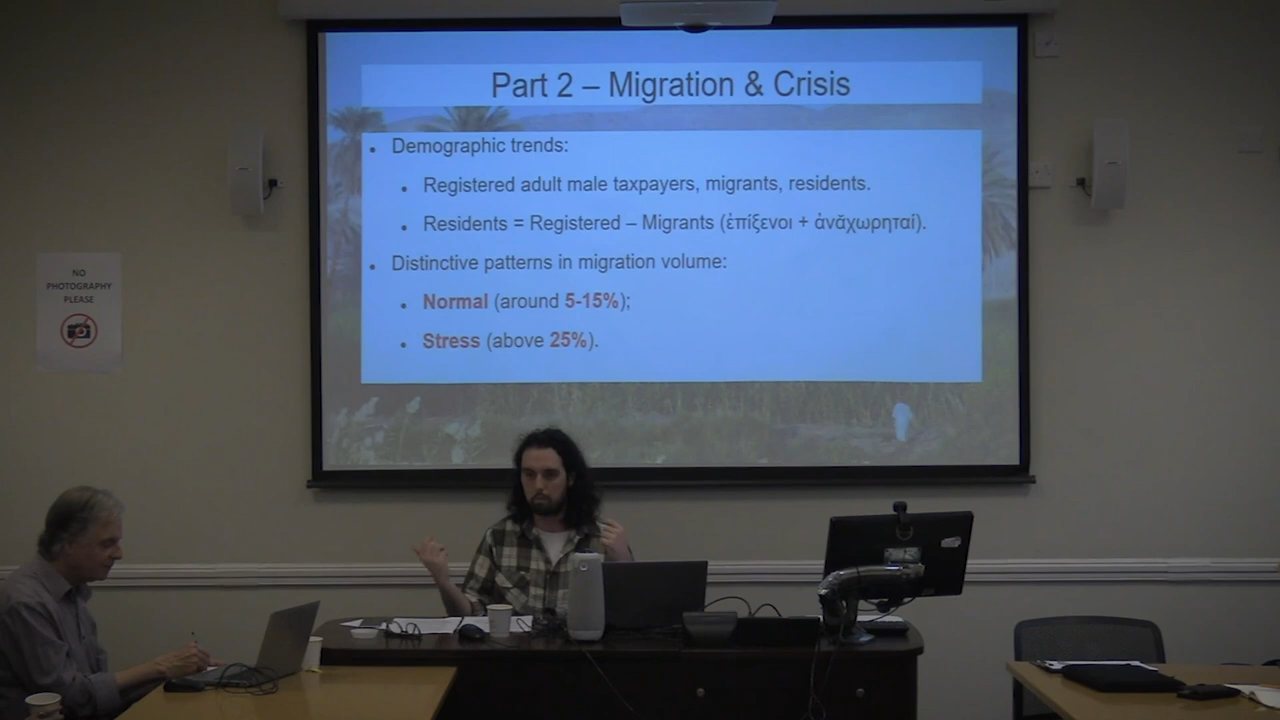 Part 2 – Migration & Crisis
Demographic trends:
Registered adult male taxpayers, migrants, residents.
Residents = Registered – Migrants (ἐπίξενοι + ἀνᾰχωρηταί).
Distinctive patterns in migration volume:
Normal (around 5-15%);
Stress (above 25%).
NO
PHOTOGRAPHY
PLEASE